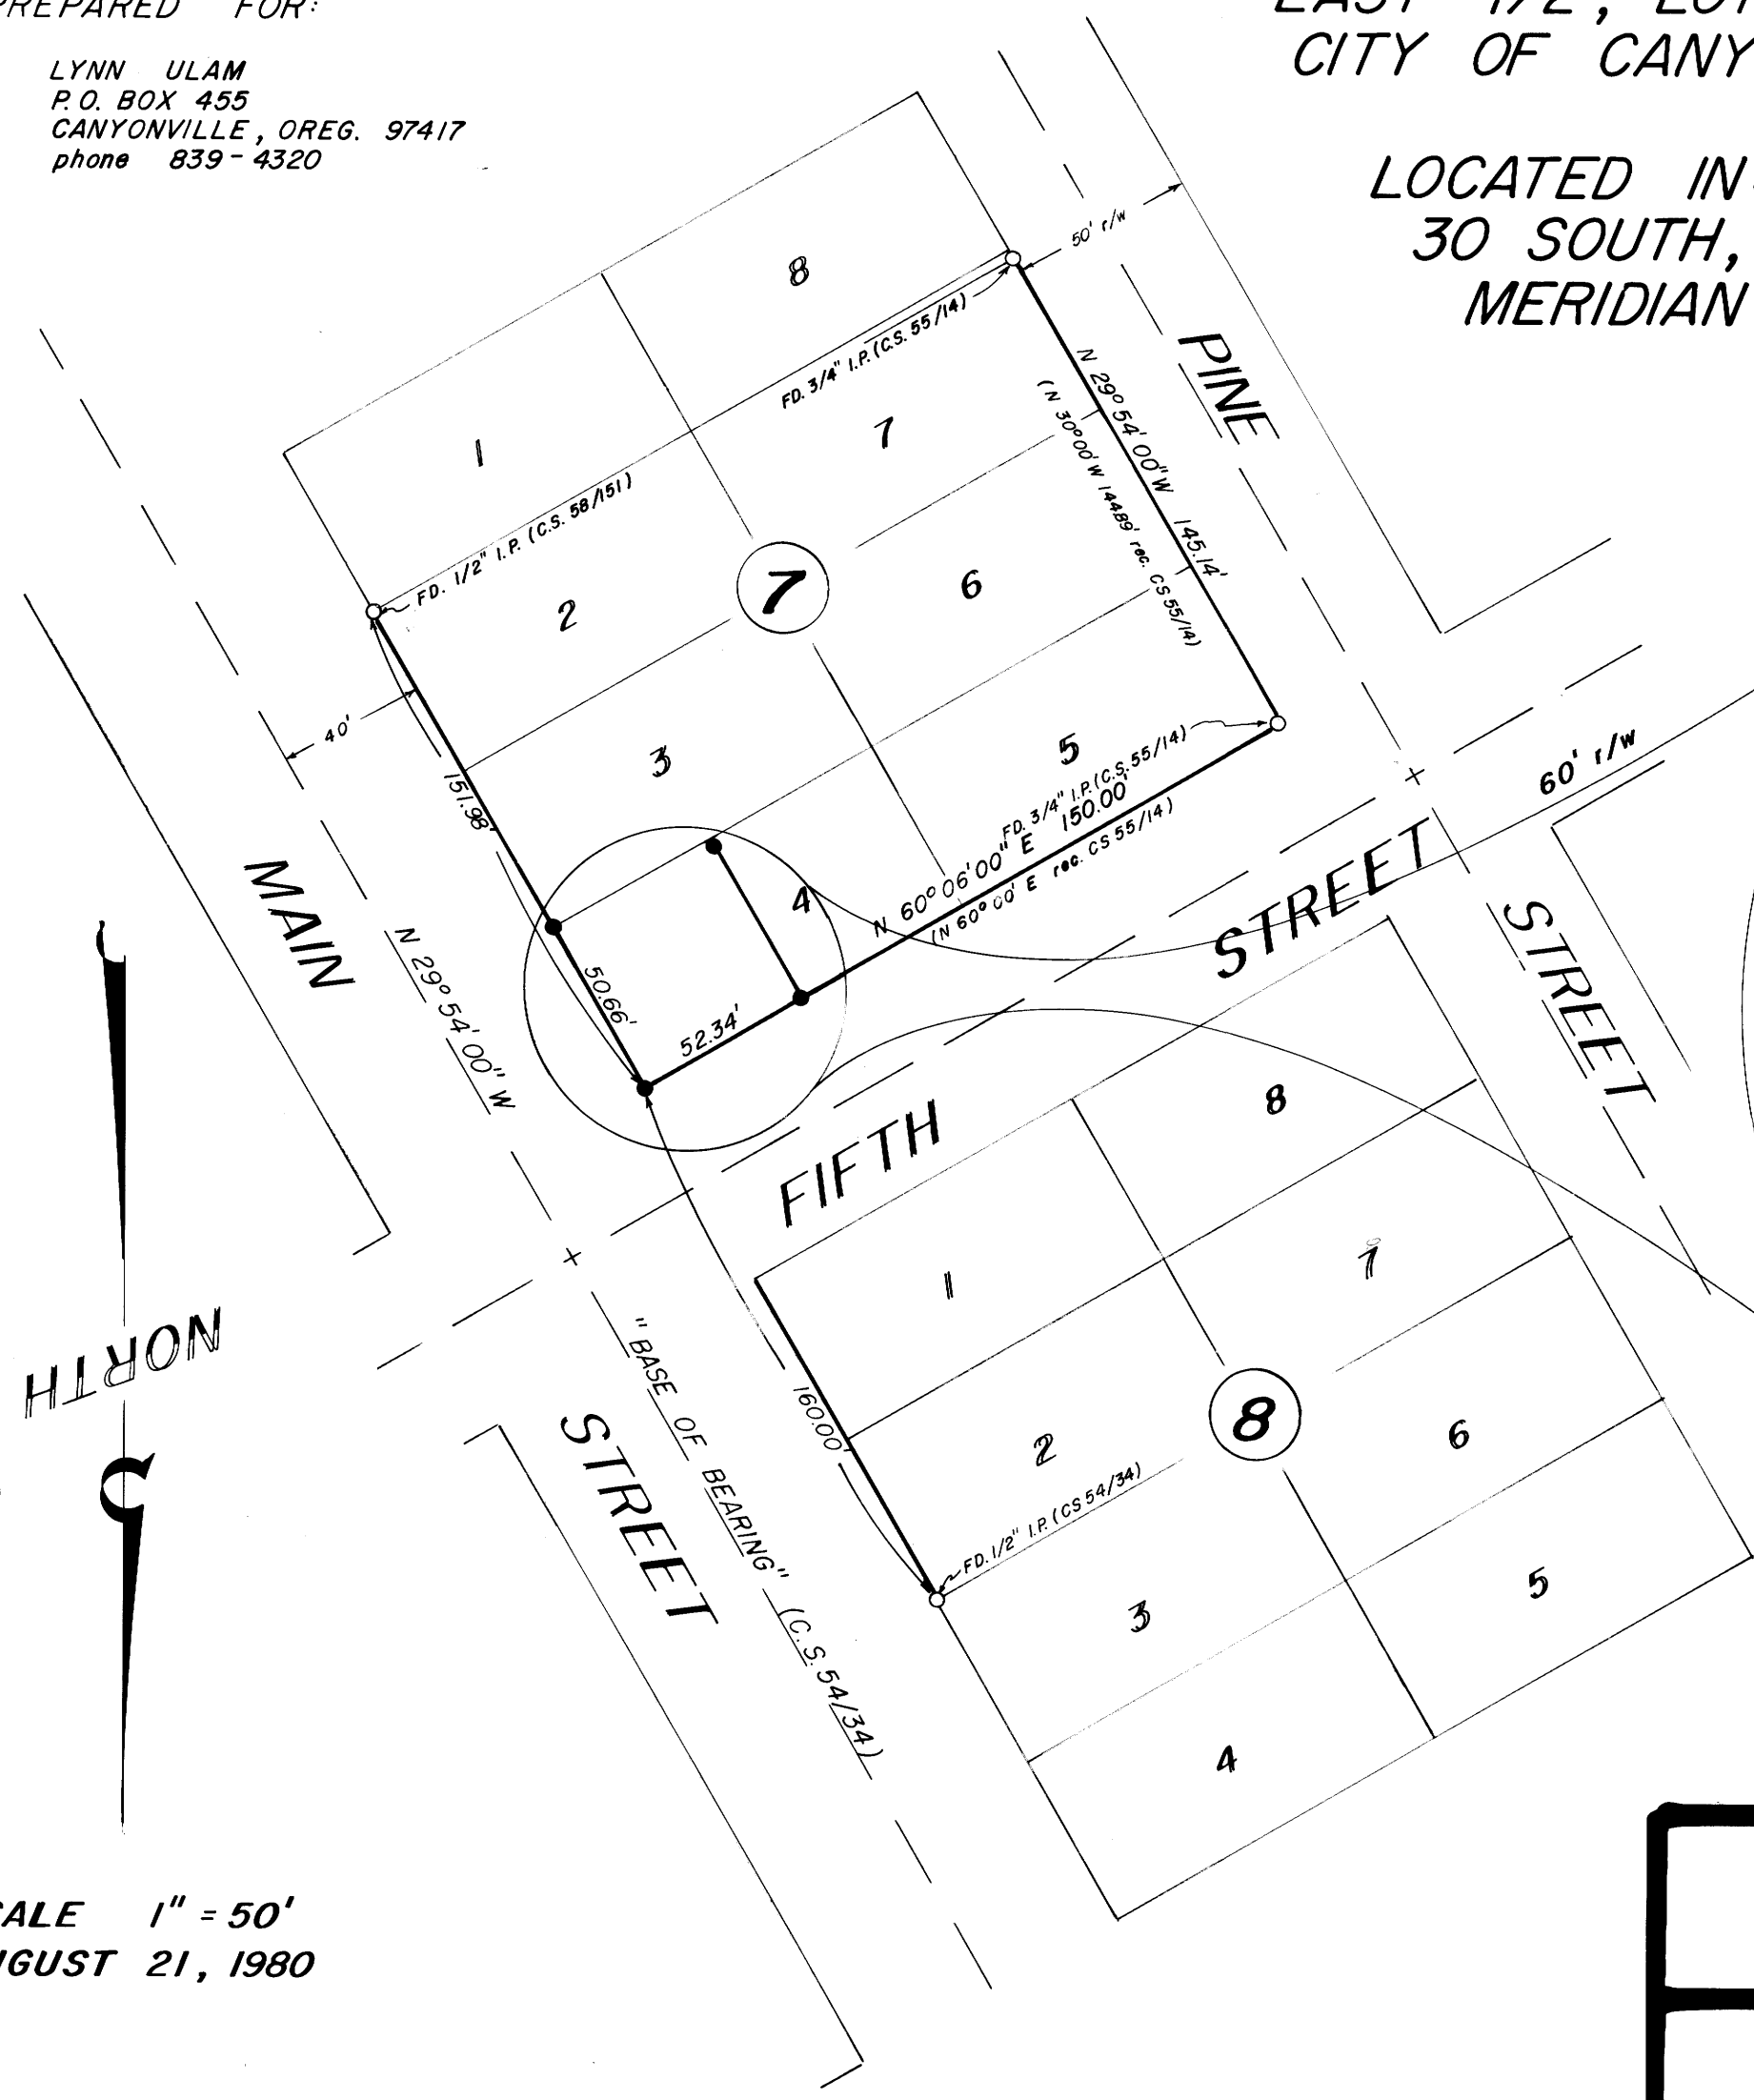 PREPARED FOR:
LYNN ULAM
P.O. BOX 455
CANYONVILLE, OREG. 97417
phone 839-4320
EAST 1/2, LOT
CITY OF CANY
LOCATED IN
30 SOUTH,
MERIDIAN
50' r/w
8
FD. 3/4" I.P. (C.S. 55/14)
PINE
N 29° 54' 00" W 145.14'
(N 30° 00' W 144.89' rec. CS 55/14)
1
7
FD. 1/2" I.P. (C.S. 58/151)
2
7
6
40'
3
5
151.98'
FD. 3/4" I.P. (C.S. 55/14)
150.00'
N 60° 06' 00" E
(N 60° 00' E rec. CS 55/14)
60' r/w
4
MAIN
N 29° 54' 00" W
50.66'
52.34'
STREET
STREET
FIFTH
8
1
7
NORTH
"BASE OF BEARING" (C.S. 54/34)
160.00'
STREET
2
8
6
FD. 1/2" I.P. (CS 54/34)
3
5
4
SCALE 1" = 50'
AUGUST 21, 1980